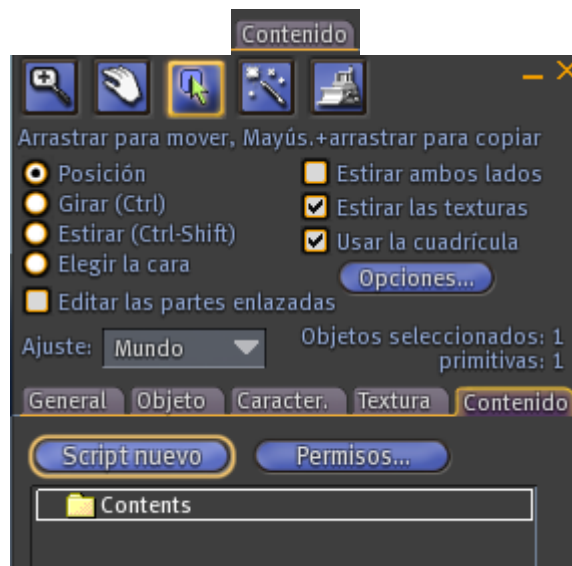 Contenido
Arrastrar para mover, Mayús.+arrastrar para copiar
Posición
Estirar ambos lados
Girar (Ctrl)
Estirar las texturas
Estirar (Ctrl-Shift)
Usar la cuadrícula
Elegir la cara
Opciones...
Editar las partes enlazadas
Ajuste: Mundo
Objetos seleccionados: 1
primitivas: 1
General Objeto Caracter. Textura Contenido
Script nuevo Permisos...
Contents